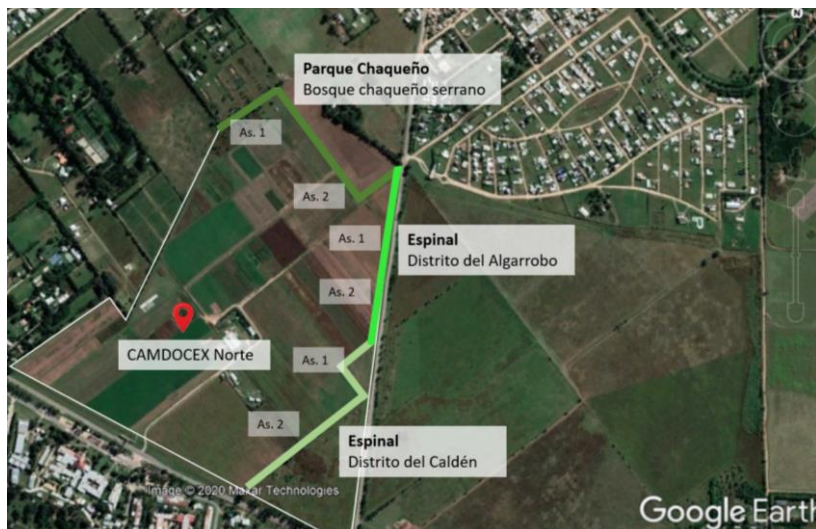 Parque Chaqueño
Bosque chaqueño serrano
As. 1
As. 2
As. 1
Espinal
Distrito del Algarrobo
As. 2
CAMDOCEX Norte
As. 1
As. 2
Espinal
Distrito del Caldén
Image © 2020 Maxar Technologies
Google Earth
N